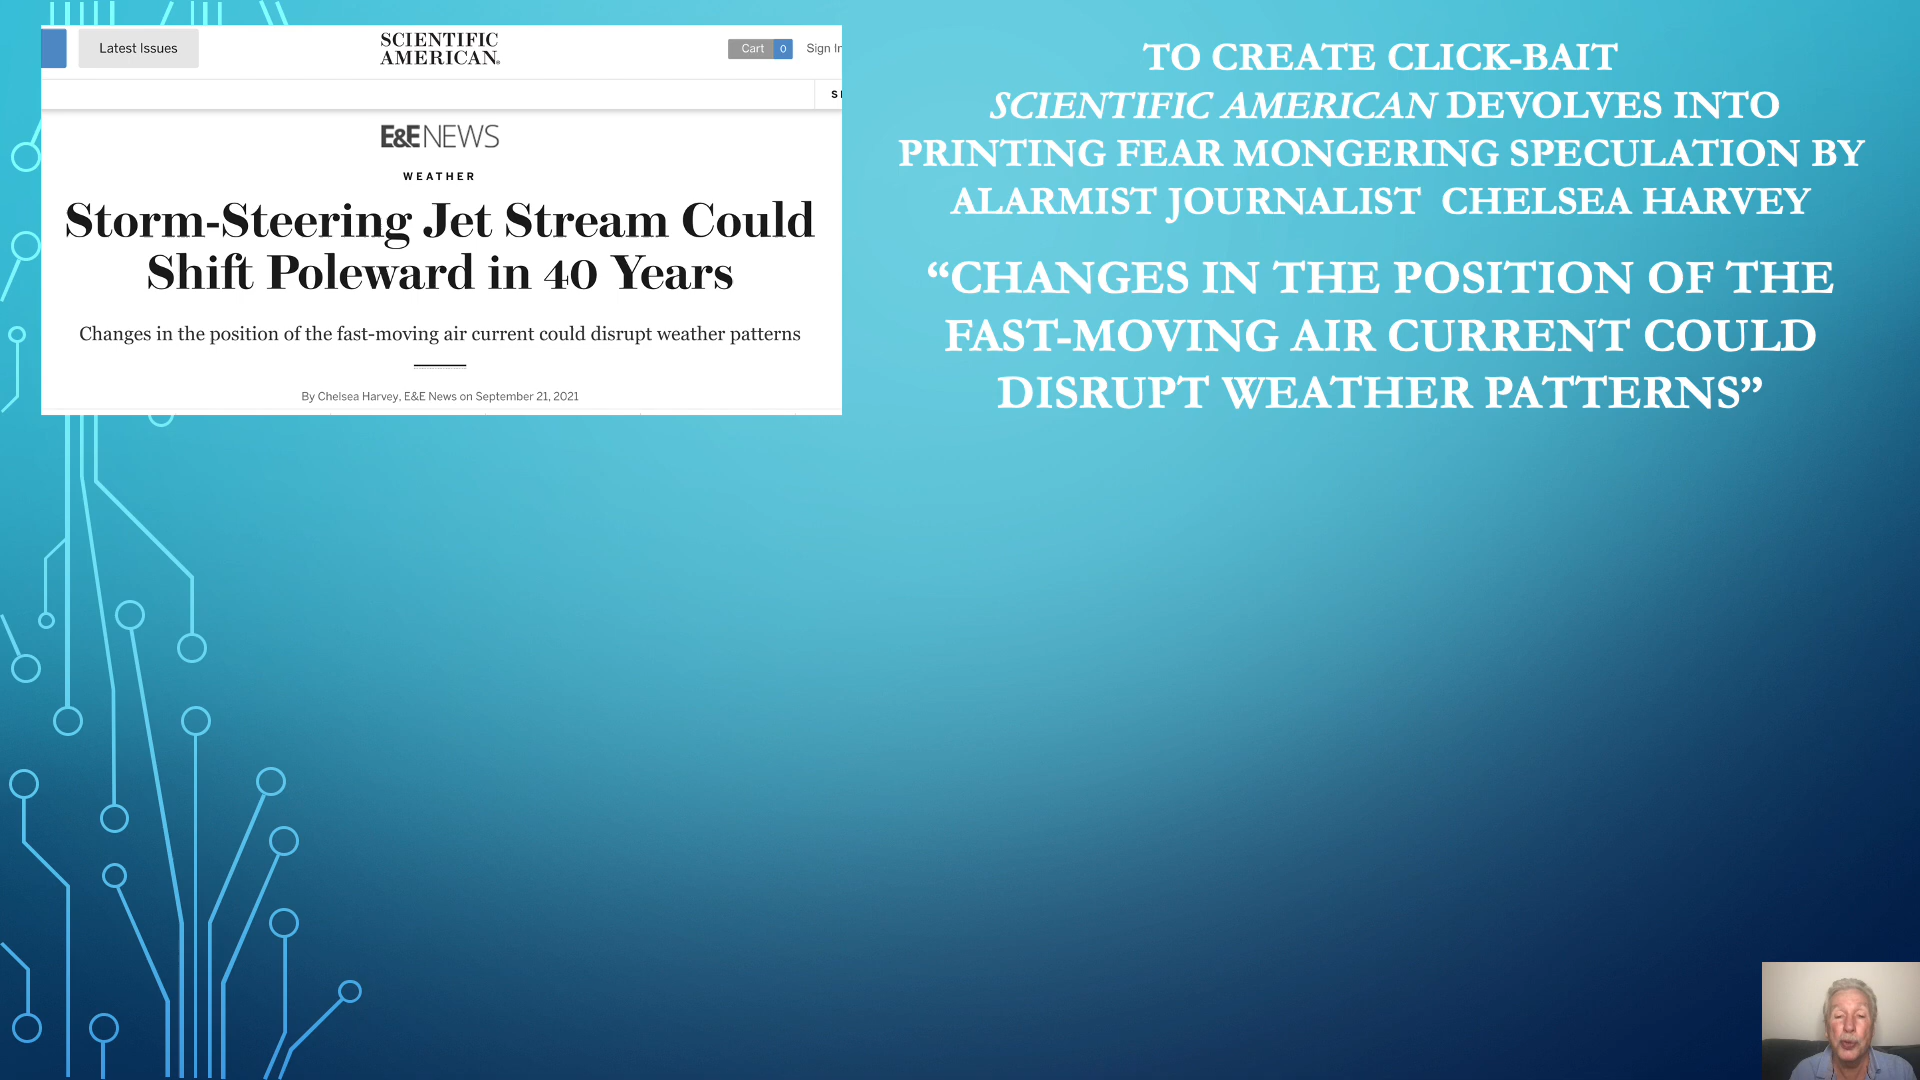 Latest Issues
SCIENTIFIC
AMERICAN®
Cart 0
Sign In
E&E NEWS
WEATHER
Storm-Steering Jet Stream Could
Shift Poleward in 40 Years
Changes in the position of the fast-moving air current could disrupt weather patterns
By Chelsea Harvey, E&E News on September 21, 2021
TO CREATE CLICK-BAIT
SCIENTIFIC AMERICAN DEVOLVES INTO
PRINTING FEAR MONGERING SPECULATION BY
ALARMIST JOURNALIST CHELSEA HARVEY
“CHANGES IN THE POSITION OF THE
FAST-MOVING AIR CURRENT COULD
DISRUPT WEATHER PATTERNS”